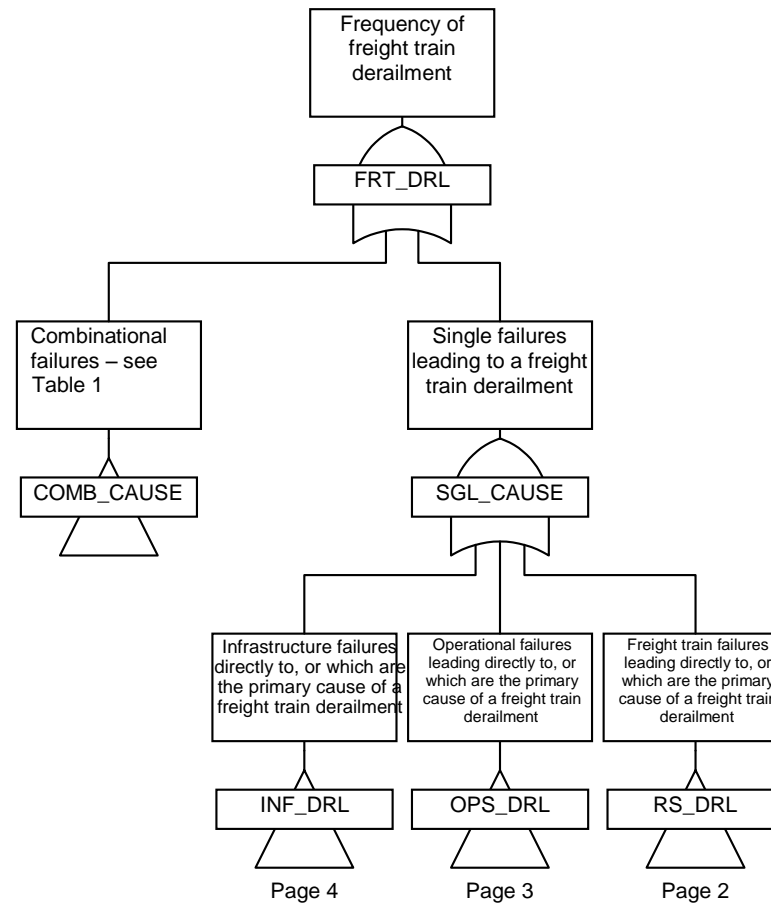 Frequency of
freight train
derailment
FRT_DRL
Combinational
failures – see
Table 1
Single failures
leading to a freight
train derailment
COMB_CAUSE
SGL_CAUSE
Infrastructure failures
directly to, or which are
the primary cause of a
freight train derailment
Operational failures
leading directly to, or
which are the primary
cause of a freight train
derailment
Freight train failures
leading directly to, or
which are the primary
cause of a freight train
derailment
INF_DRL
OPS_DRL
RS_DRL
Page 4
Page 3
Page 2